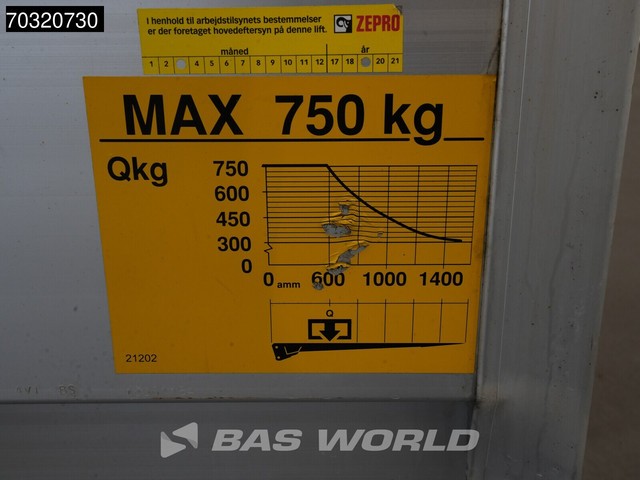 70320730
I henhold til arbejdstilsynets bestemmelser
er der foretaget hovedeftersyn på denne lift.
ZEPRO
måned år
1 2 4 5 6 7 8 9 10 11 12 17 18 20 21
MAX 750 kg
Qkg
750
600
450
300
0
0 amm 600 1000 1400
Q
21202
BAS WORLD